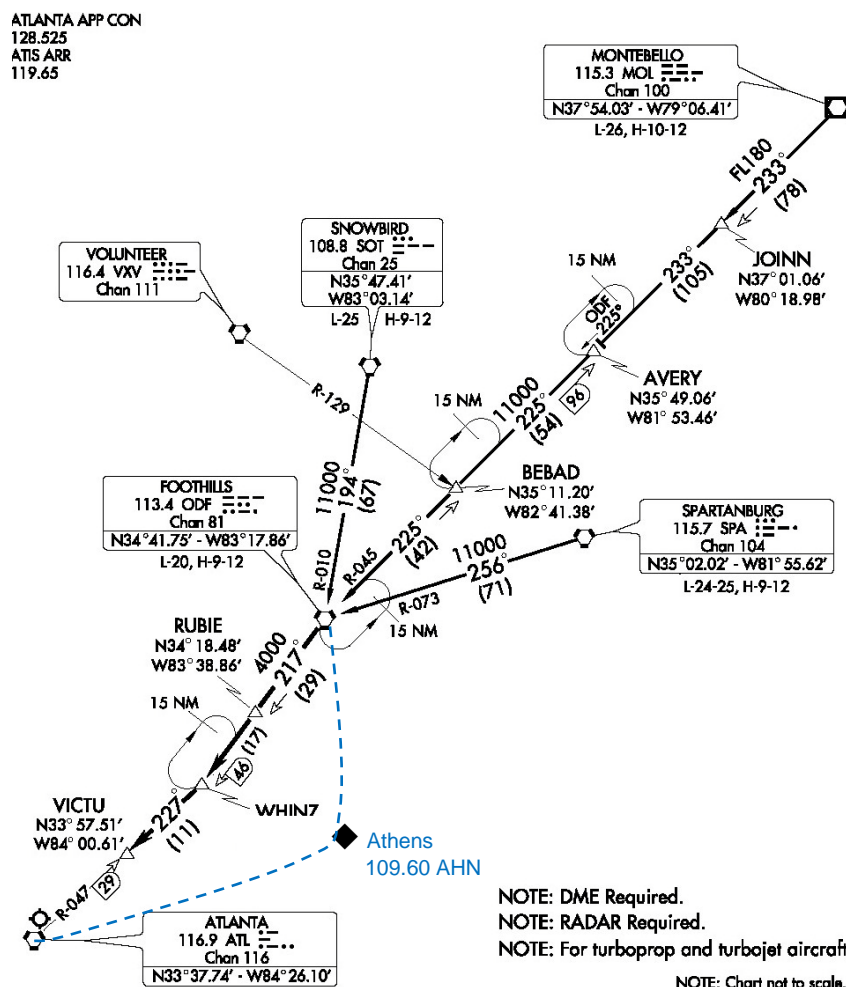 ATLANTA APP CON
128.525
ATIS ARR
119.65
MONTEBELLO
115.3 MOL
Chan 100
N37°54.03' - W79°06.41'
L-26, H-10-12
FL180
233°
(78)
JOINN
N37°01.06'
W80°18.98'
233°
(105)
SNOWBIRD
108.8 SOT
Chan 25
N35°47.41'
W83°03.14'
L-25 H-9-12
VOLUNTEER
116.4 VXV
Chan 111
15 NM
ODF
225°
AVERY
N35°49.06'
W81°53.46'
96
11000
225°
(54)
R-129
15 NM
BEBAD
N35°11.20'
W82°41.38'
11000
194°
(67)
R-010
FOOTHILLS
113.4 ODF
Chan 81
N34°41.75' - W83°17.86'
L-20, H-9-12
225°
(42)
R-045
SPARTANBURG
115.7 SPA
Chan 104
N35°02.02' - W81°55.62'
L-24-25, H-9-12
11000
256°
(71)
R-073
15 NM
RUBIE
N34°18.48'
W83°38.86'
4000
217°
(29)
15 NM
(17)
46
WHIN7
VICTU
N33°57.51'
W84°00.61'
227°
(11)
29
R-047
Athens
109.60 AHN
ATLANTA
116.9 ATL
Chan 116
N33°37.74' - W84°26.10'
NOTE: DME Required.
NOTE: RADAR Required.
NOTE: For turboprop and turbojet aircraft
NOTE: Chart not to scale.